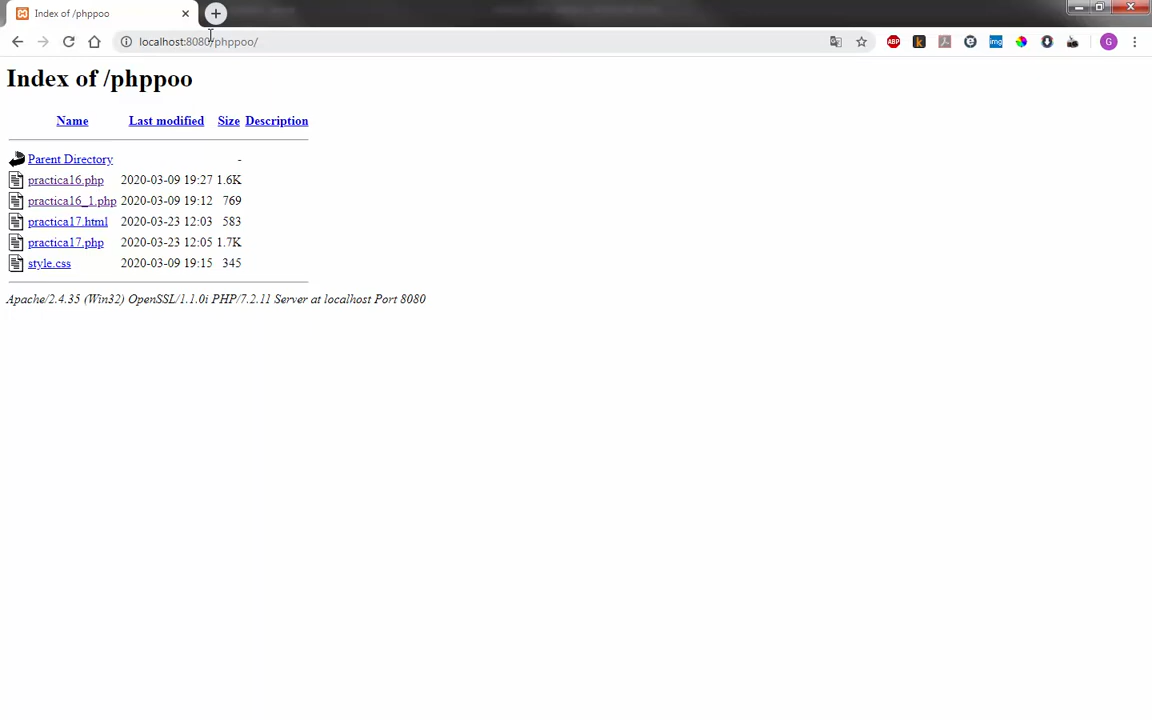 Index of /phppoo
localhost:8080/phppoo/
ABP k e img G
Index of /phppoo
Name Last modified Size Description
Parent Directory -
practica16.php 2020-03-09 19:27 1.6K
practica16_1.php 2020-03-09 19:12 769
practica17.html 2020-03-23 12:03 583
practica17.php 2020-03-23 12:05 1.7K
style.css 2020-03-09 19:15 345
Apache/2.4.35 (Win32) OpenSSL/1.1.0i PHP/7.2.11 Server at localhost Port 8080